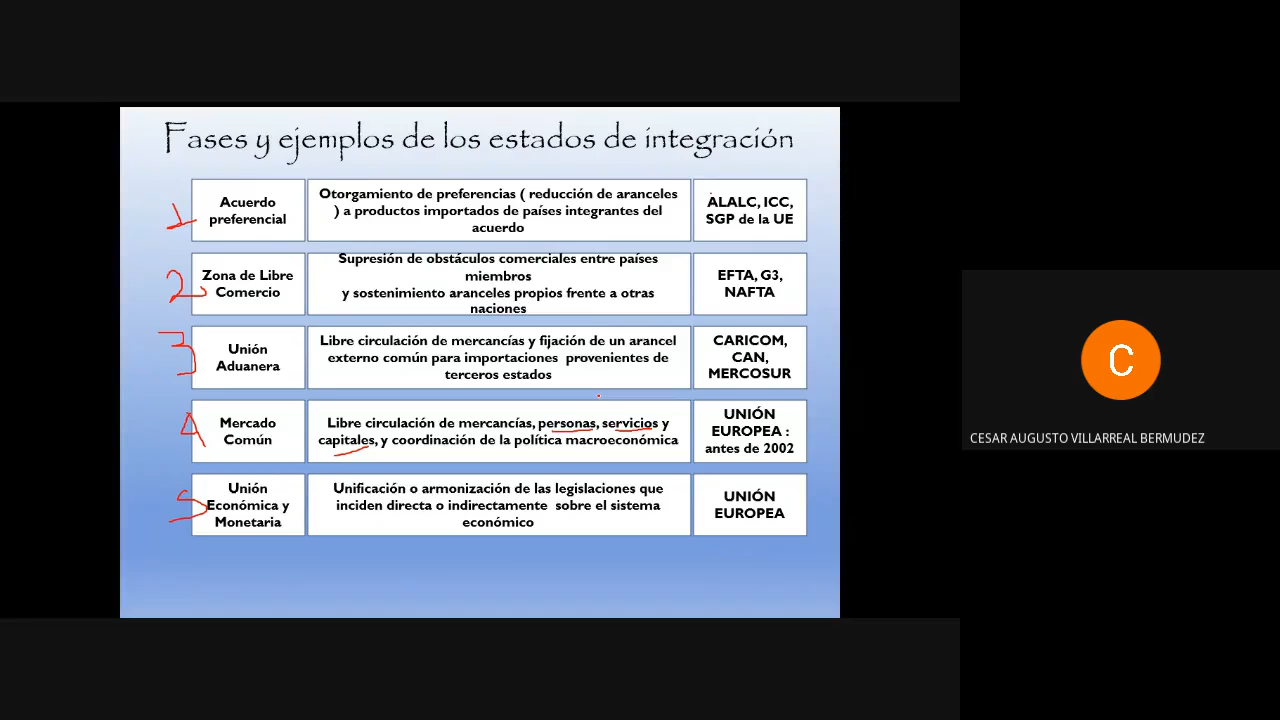 Fases y ejemplos de los estados de integración
1
Acuerdo
preferencial
Otorgamiento de preferencias ( reducción de aranceles
) a productos importados de países integrantes del
acuerdo
ALALC, ICC,
SGP de la UE
2
Zona de Libre
Comercio
Supresión de obstáculos comerciales entre países
miembros
y sostenimiento aranceles propios frente a otras
naciones
EFTA, G3,
NAFTA
3
Unión
Aduanera
Libre circulación de mercancías y fijación de un arancel
externo común para importaciones provenientes de
terceros estados
CARICOM,
CAN,
MERCOSUR
4
Mercado
Común
Libre circulación de mercancías, personas, servicios y
capitales, y coordinación de la política macroeconómica
UNIÓN
EUROPEA :
antes de 2002
5
Unión
Económica y
Monetaria
Unificación o armonización de las legislaciones que
inciden directa o indirectamente sobre el sistema
económico
UNIÓN
EUROPEA
C
CESAR AUGUSTO VILLARREAL BERMUDEZ